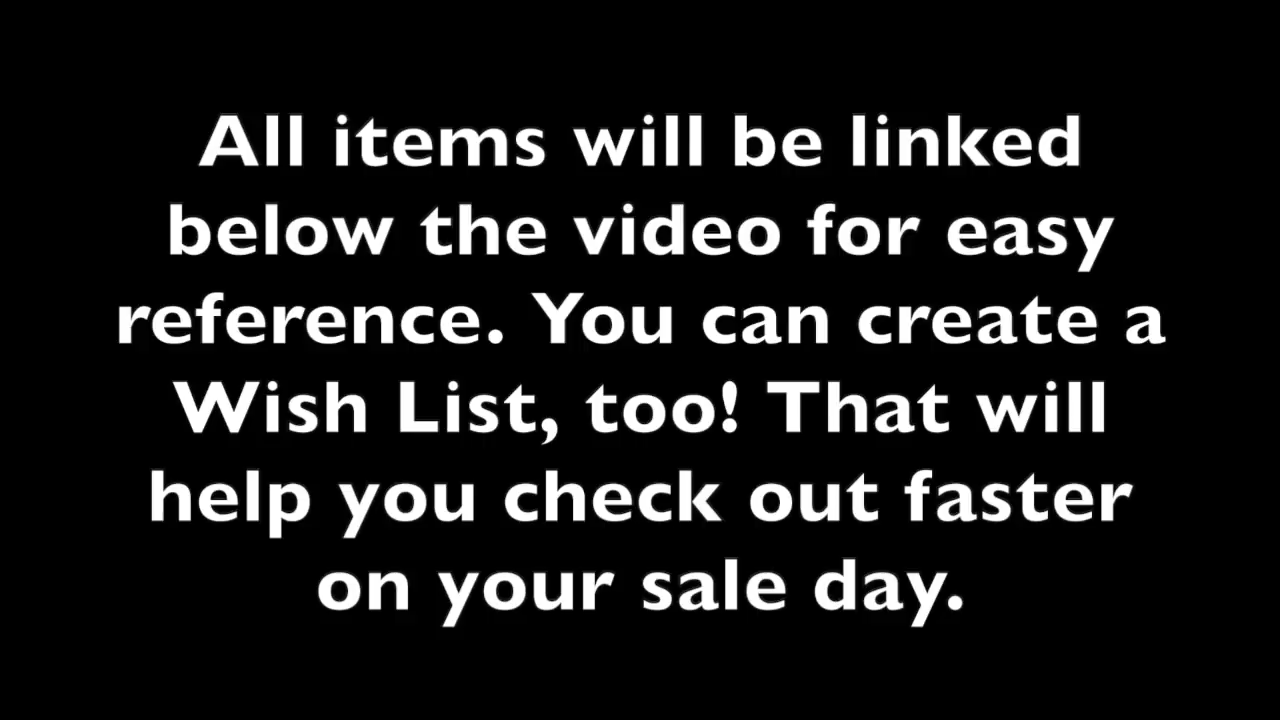 All items will be linked
below the video for easy
reference. You can create a
Wish List, too! That will
help you check out faster
on your sale day.